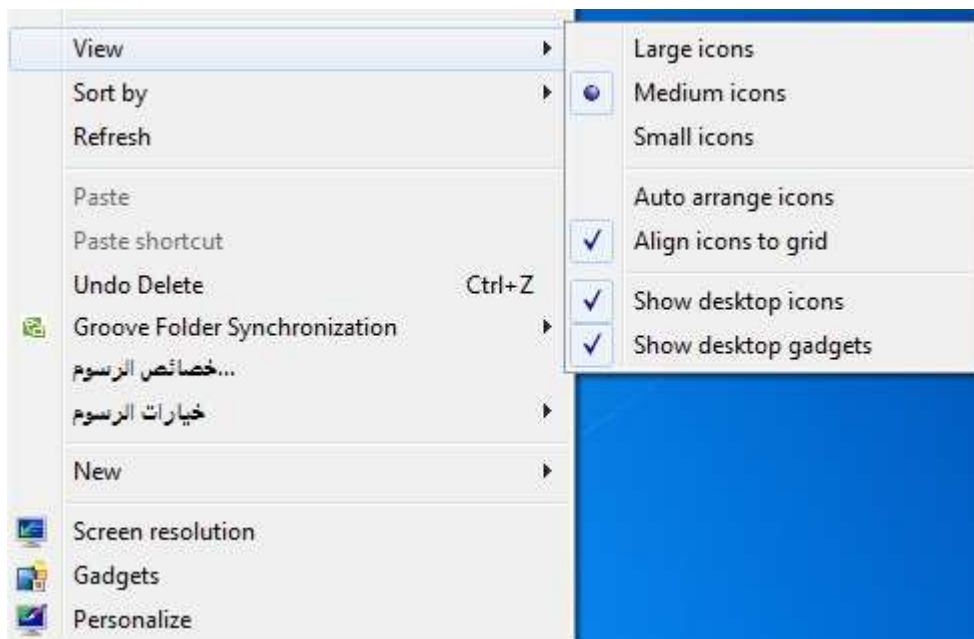 View
Sort by
Refresh
Paste
Paste shortcut
Undo Delete Ctrl+Z
Groove Folder Synchronization
خصائص الرسوم...
خيارات الرسوم
New
Screen resolution
Gadgets
Personalize
Large icons
Medium icons
Small icons
Auto arrange icons
Align icons to grid
Show desktop icons
Show desktop gadgets